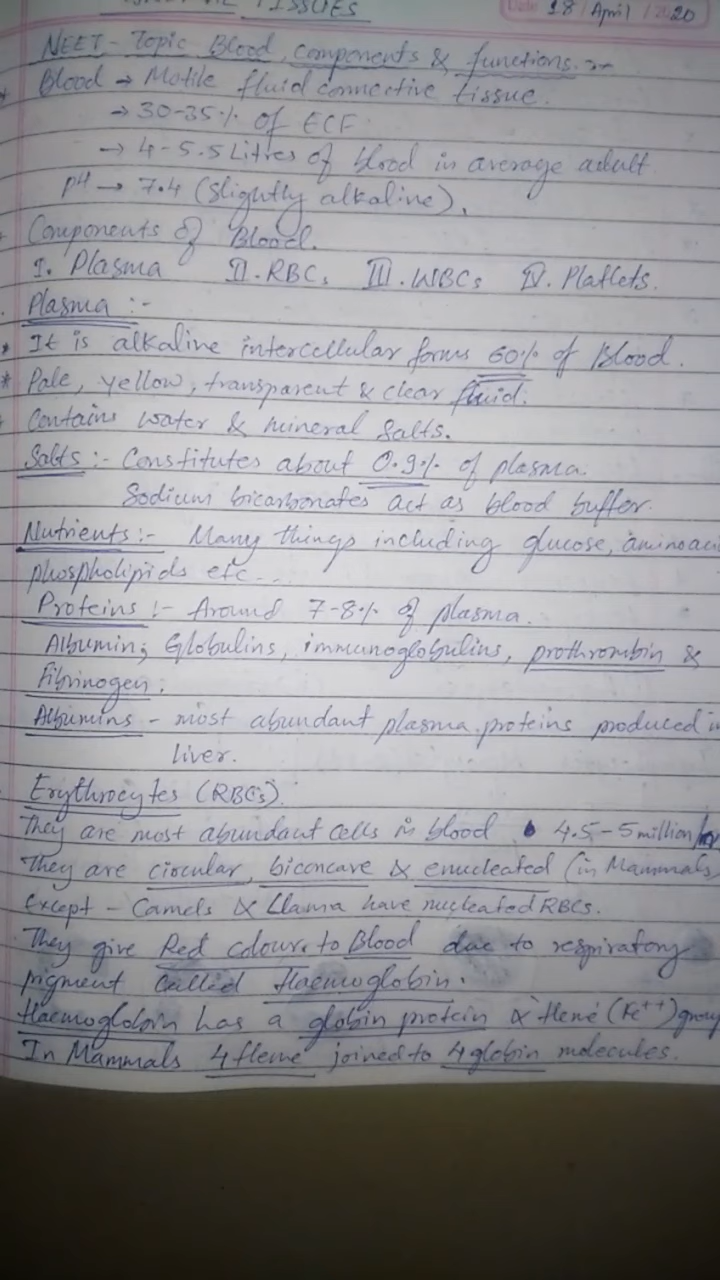 TISSUES
Date 18 / April / 2020
NEET - Topic Blood, components & functions.
Blood → Motile fluid connective tissue.
→ 30-35% of ECF
→ 4-5.5 Litres of blood in average adult
pH → 7.4 (slightly alkaline).
Components of Blood.
I. Plasma II. RBCs III. WBCs IV. Platlets.
Plasma :-
* It is alkaline intercellular forms 60% of Blood.
* Pale, yellow, transparent & clear fluid.
Contains water & mineral salts.
Salts :- Constitutes about 0.9% of plasma.
Sodium bicarbonates act as blood buffer.
Nutrients :- Many things including glucose, aminoaci
phospholipids etc...
Proteins :- Around 7-8% of plasma.
Albumin, Globulins, immunoglobulins, prothrombin &
fibrinogen.
Albumins - most abundant plasma proteins produced i
liver.
Erythrocytes (RBCs).
They are most abundant cells in blood 4.5-5 million/
They are circular, biconcave & enucleated (in Mammals
Except - Camels & Llama have nucleated RBCs.
They give Red colour to Blood due to respiratory
pigment called Haemoglobin.
Haemoglobin has a globin protein & Heme (Fe++) group
In Mammals 4 Heme joined to 4 globin molecules.